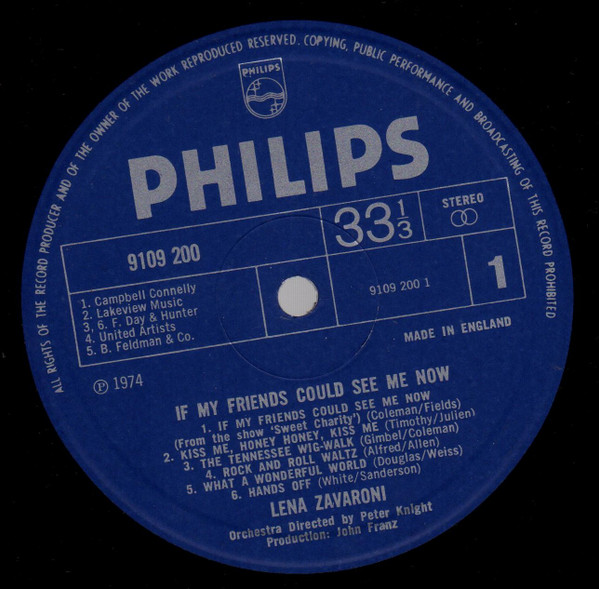 ALL RIGHTS OF THE RECORD PRODUCER AND OF THE OWNER OF THE WORK REPRODUCED RESERVED. COPYING, PUBLIC PERFORMANCE AND BROADCASTING OF THIS RECORD PROHIBITED
PHILIPS
PHILIPS
9109 200
33 1/3
STEREO
1. Campbell Connelly
2. Lakeview Music
3, 6. F. Day & Hunter
4. United Artists
5. B. Feldman & Co.
9109 200 1
1
MADE IN ENGLAND
Ⓟ 1974
IF MY FRIENDS COULD SEE ME NOW
1. IF MY FRIENDS COULD SEE ME NOW
(From the show 'Sweet Charity') (Coleman/Fields)
2. KISS ME, HONEY HONEY, KISS ME (Timothy/Julien)
3. THE TENNESSEE WIG-WALK (Gimbel/Coleman)
4. ROCK AND ROLL WALTZ (Alfred/Allen)
5. WHAT A WONDERFUL WORLD (Douglas/Weiss)
6. HANDS OFF (White/Sanderson)
LENA ZAVARONI
Orchestra Directed by Peter Knight
Production: John Franz